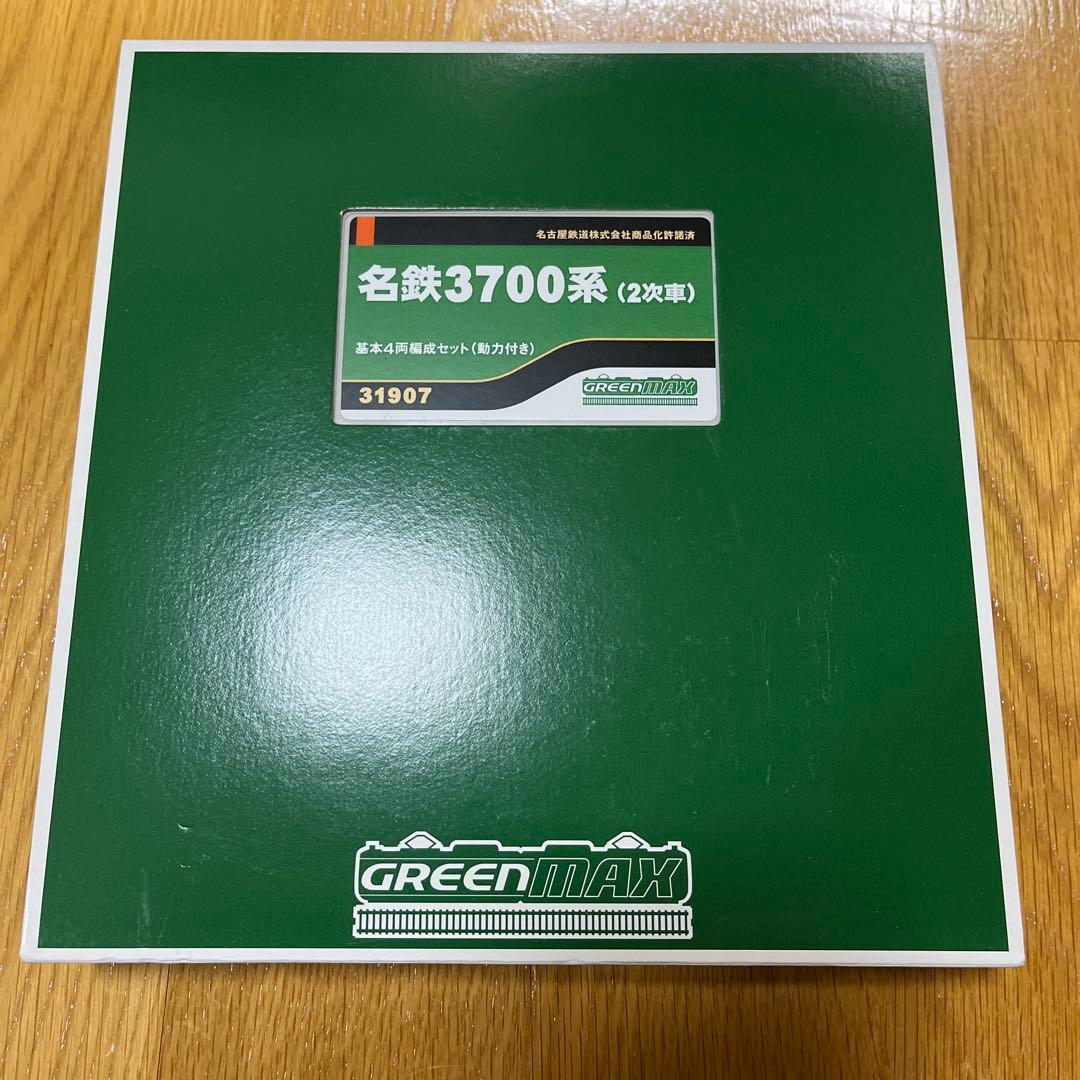 名古屋鉄道株式会社商品化許諾済
名鉄3700系(2次車)
基本4両編成セット(動力付き)
31907
GREENMAX
GREENMAX